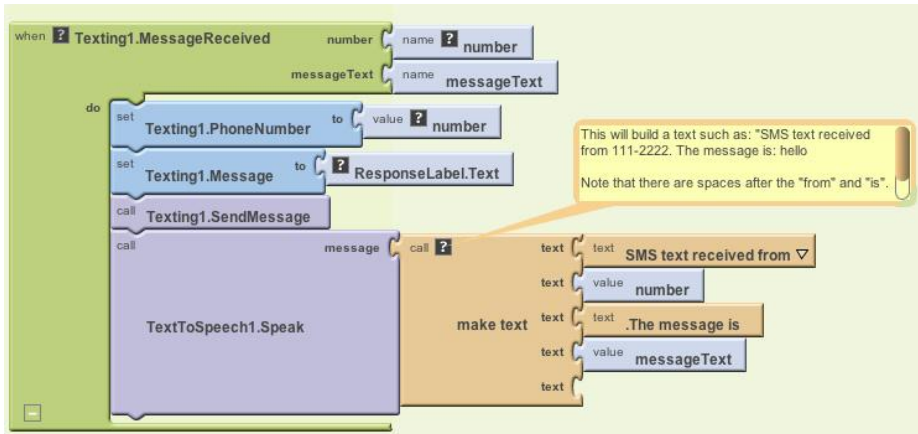 when ? Texting1.MessageReceived number name ? number
messageText name messageText
do set Texting1.PhoneNumber to value ? number
set Texting1.Message to ? ResponseLabel.Text
call Texting1.SendMessage
call TextToSpeech1.Speak message call ? make text
text text SMS text received from
text value number
text text .The message is
text value messageText
text
This will build a text such as: "SMS text received
from 111-2222. The message is: hello
Note that there are spaces after the "from" and "is".